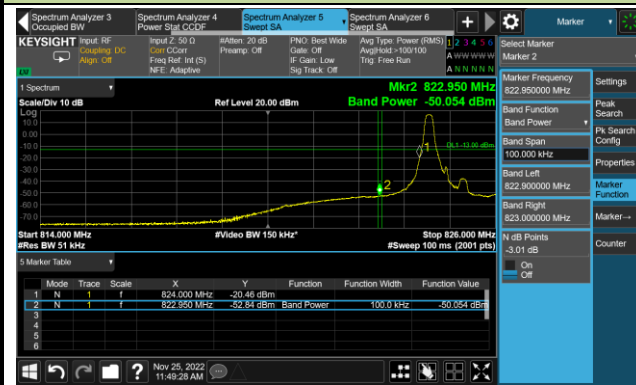 Spectrum Analyzer 3
Occupied BW
Spectrum Analyzer 4
Power Stat CCDF
Spectrum Analyzer 5
Swept SA
Spectrum Analyzer 6
Swept SA
+
Marker
KEYSIGHT
Input: RF
Coupling: DC
Align: Off
Input Z: 50 Ω
Corr CCorr
Freq Ref: Int (S)
NFE: Adaptive
#Atten: 20 dB
Preamp: Off
PNO: Best Wide
Gate: Off
IF Gain: Low
Sig Track: Off
Avg Type: Power (RMS)
Avg|Hold:>100/100
Trig: Free Run
1 2 3 4 5 6
A W W W W W
A N N N N N
Select Marker
Marker 2
1 Spectrum
Scale/Div 10 dB
Ref Level 20.00 dBm
Mkr2 822.950 MHz
Band Power -50.054 dBm
Log
10.0
0.00
-10.0
-20.0
-30.0
-40.0
-50.0
-60.0
-70.0
DL1 -13.00 dBm
1
2
Start 814.000 MHz
#Res BW 51 kHz
#Video BW 150 kHz*
Stop 826.000 MHz
#Sweep 100 ms (2001 pts)
Marker Frequency
822.950000 MHz
Band Function
Band Power
Band Span
100.000 kHz
Band Left
822.900000 MHz
Band Right
823.000000 MHz
N dB Points
-3.01 dB
On
Off
Settings
Peak
Search
Pk Search
Config
Properties
Marker
Function
Marker→
Counter
5 Marker Table
Mode Trace Scale X Y Function Function Width Function Value
1 N 1 f 824.000 MHz -20.46 dBm
2 N 1 f 822.950 MHz -52.84 dBm Band Power 100.0 kHz -50.054 dBm
3
4
5
6
?
Nov 25, 2022
11:49:28 AM